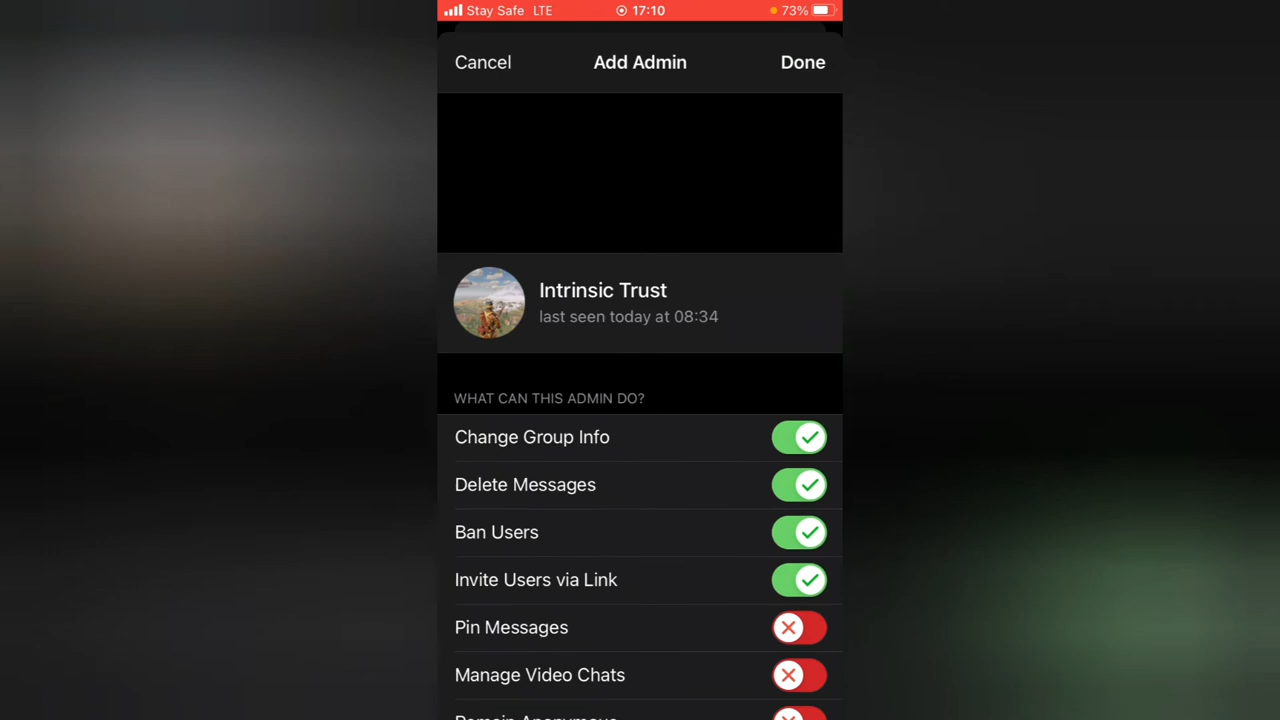 Stay Safe LTE 17:10 73%
Cancel Add Admin Done
Intrinsic Trust
last seen today at 08:34
WHAT CAN THIS ADMIN DO?
Change Group Info
Delete Messages
Ban Users
Invite Users via Link
Pin Messages
Manage Video Chats
Remain Anonymous